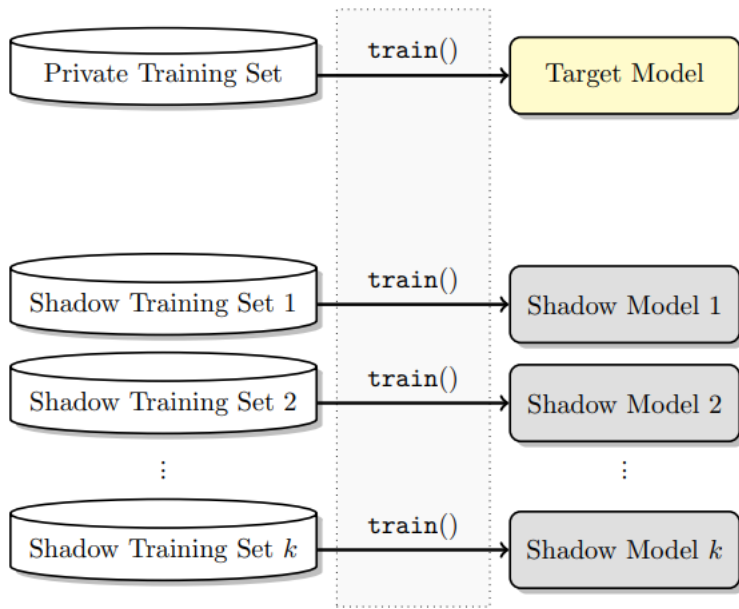 Private Training Set train() Target Model
Shadow Training Set 1 train() Shadow Model 1
Shadow Training Set 2 train() Shadow Model 2
⋮ ⋮
Shadow Training Set k train() Shadow Model k